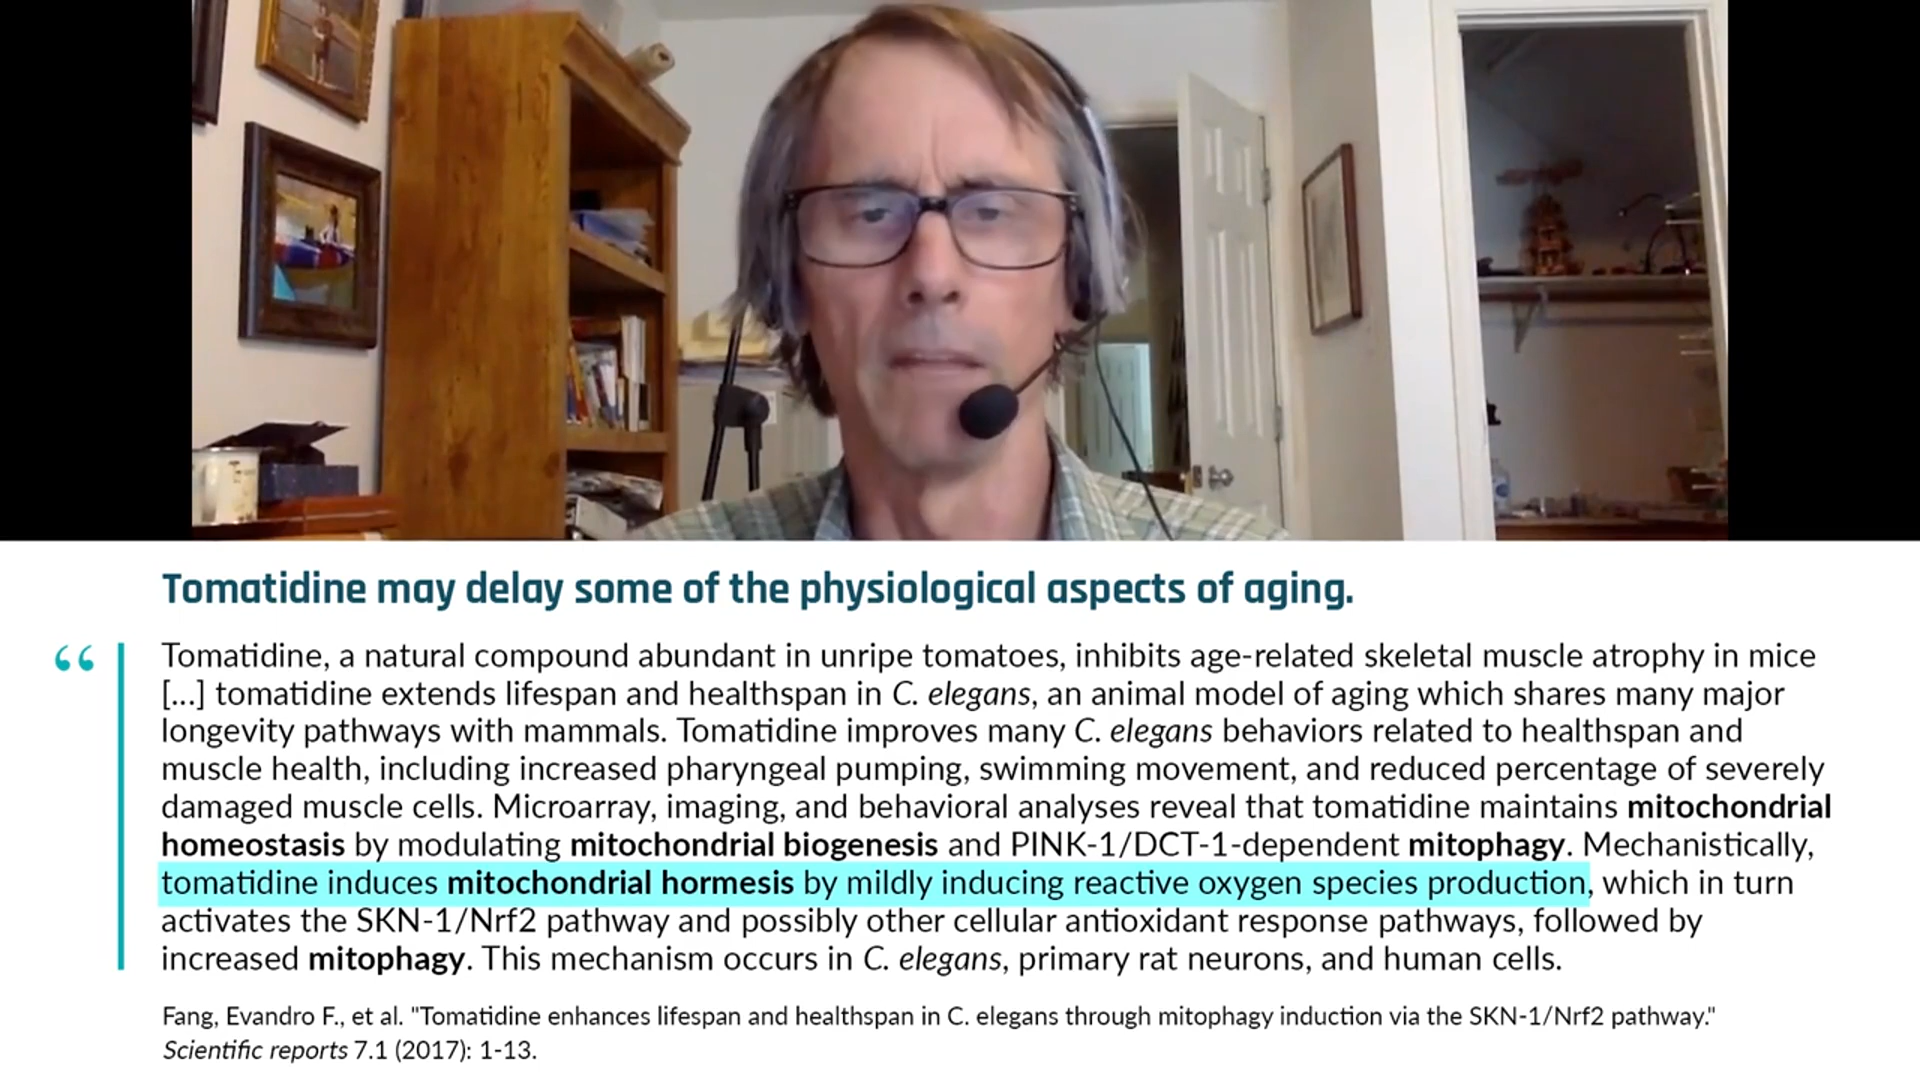 Tomatidine may delay some of the physiological aspects of aging.
“
Tomatidine, a natural compound abundant in unripe tomatoes, inhibits age-related skeletal muscle atrophy in mice
[...] tomatidine extends lifespan and healthspan in C. elegans, an animal model of aging which shares many major
longevity pathways with mammals. Tomatidine improves many C. elegans behaviors related to healthspan and
muscle health, including increased pharyngeal pumping, swimming movement, and reduced percentage of severely
damaged muscle cells. Microarray, imaging, and behavioral analyses reveal that tomatidine maintains mitochondrial
homeostasis by modulating mitochondrial biogenesis and PINK-1/DCT-1-dependent mitophagy. Mechanistically,
tomatidine induces mitochondrial hormesis by mildly inducing reactive oxygen species production, which in turn
activates the SKN-1/Nrf2 pathway and possibly other cellular antioxidant response pathways, followed by
increased mitophagy. This mechanism occurs in C. elegans, primary rat neurons, and human cells.
Fang, Evandro F., et al. "Tomatidine enhances lifespan and healthspan in C. elegans through mitophagy induction via the SKN-1/Nrf2 pathway."
Scientific reports 7.1 (2017): 1-13.